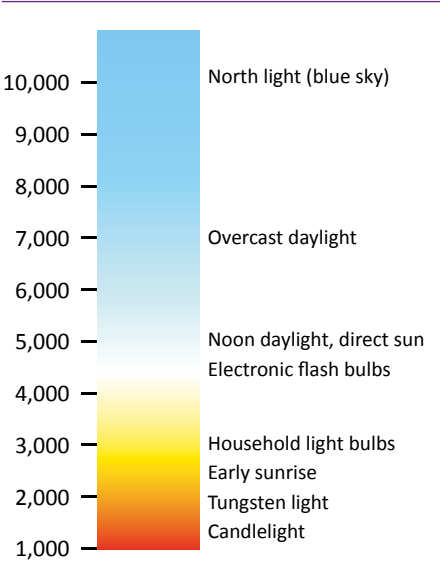 10,000 North light (blue sky)
9,000
8,000
7,000 Overcast daylight
6,000
5,000 Noon daylight, direct sun
Electronic flash bulbs
4,000
3,000 Household light bulbs
Early sunrise
2,000 Tungsten light
Candlelight
1,000